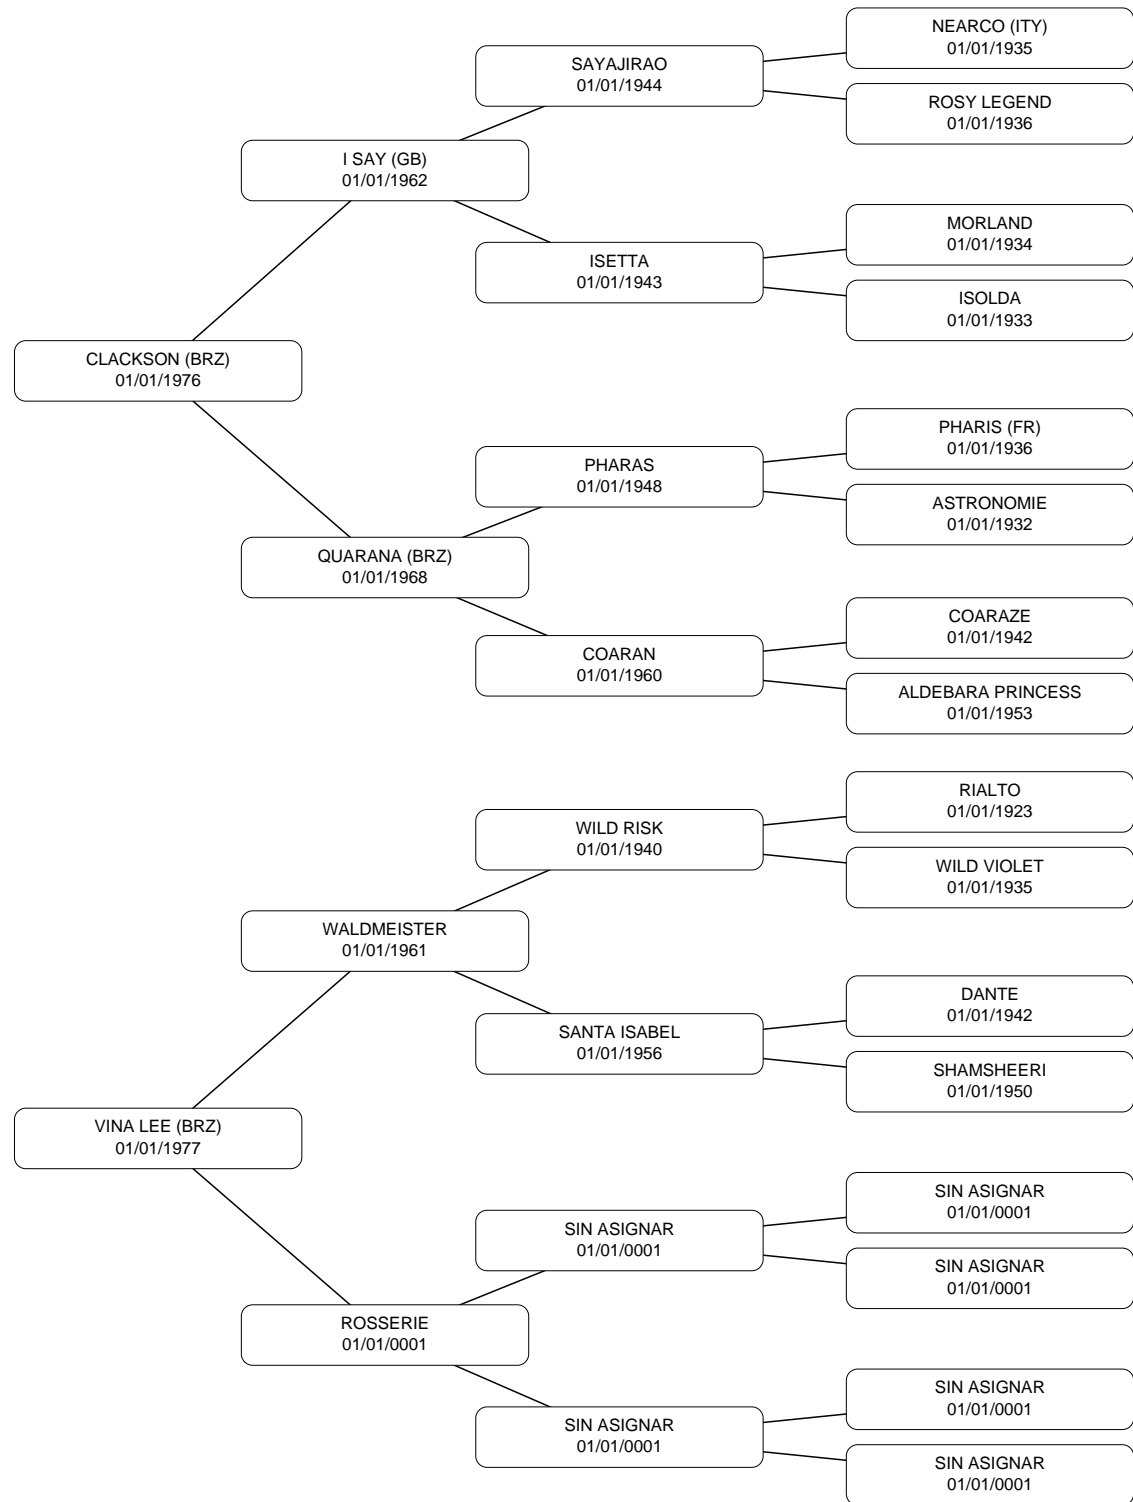 NEARCO (ITY)
01/01/1935
SAYAJIRAO
01/01/1944
ROSY LEGEND
01/01/1936
I SAY (GB)
01/01/1962
MORLAND
01/01/1934
ISETTA
01/01/1943
ISOLDA
01/01/1933
CLACKSON (BRZ)
01/01/1976
PHARIS (FR)
01/01/1936
PHARAS
01/01/1948
ASTRONOMIE
01/01/1932
QUARANA (BRZ)
01/01/1968
COARAZE
01/01/1942
COARAN
01/01/1960
ALDEBARA PRINCESS
01/01/1953
RIALTO
01/01/1923
WILD RISK
01/01/1940
WILD VIOLET
01/01/1935
WALDMEISTER
01/01/1961
DANTE
01/01/1942
SANTA ISABEL
01/01/1956
SHAMSHEERI
01/01/1950
VINA LEE (BRZ)
01/01/1977
SIN ASIGNAR
01/01/0001
SIN ASIGNAR
01/01/0001
SIN ASIGNAR
01/01/0001
ROSSERIE
01/01/0001
SIN ASIGNAR
01/01/0001
SIN ASIGNAR
01/01/0001
SIN ASIGNAR
01/01/0001